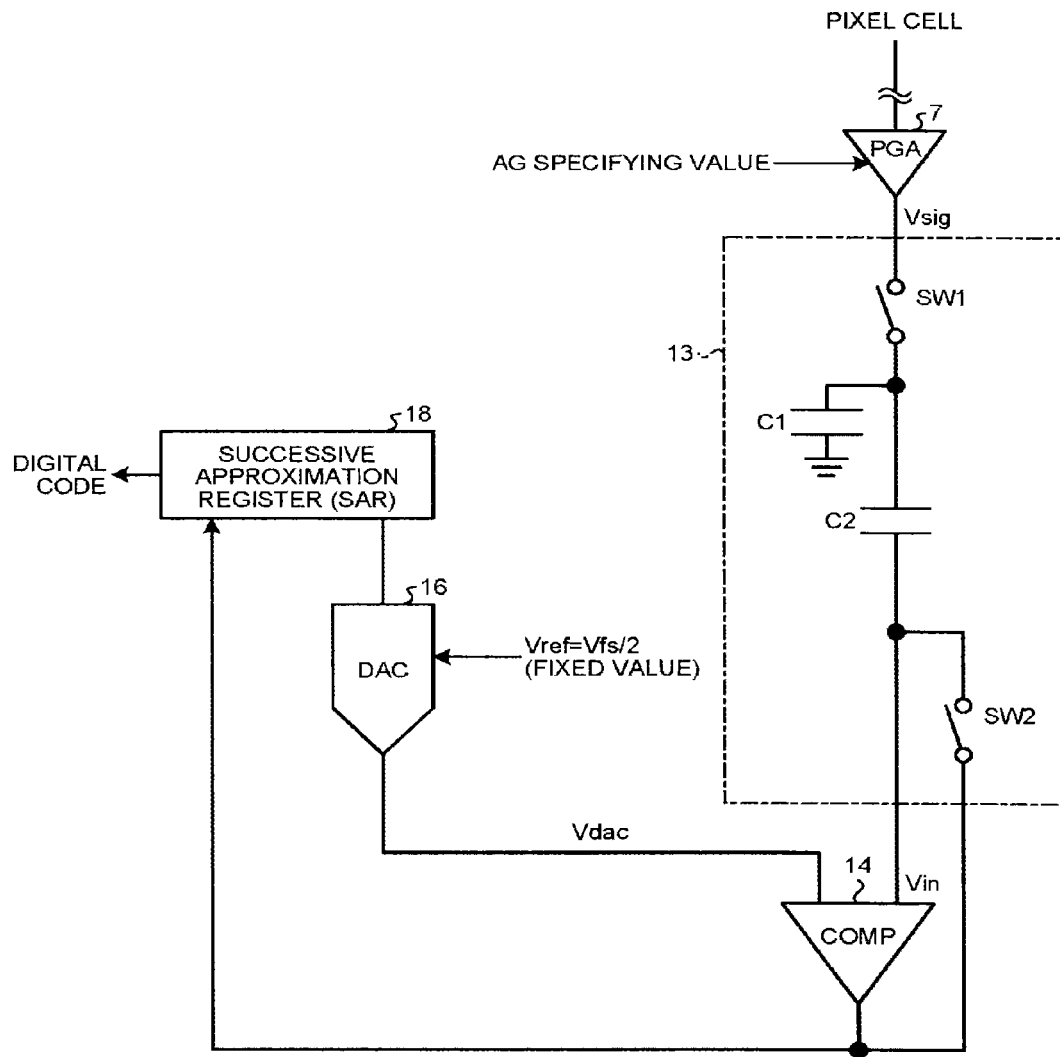 PIXEL CELL
7
PGA
AG SPECIFYING VALUE
Vsig
SW1
13
C1
18
SUCCESSIVE
APPROXIMATION
REGISTER (SAR)
DIGITAL
CODE
C2
16
DAC
Vref=Vfs/2
(FIXED VALUE)
SW2
Vdac
14
Vin
COMP